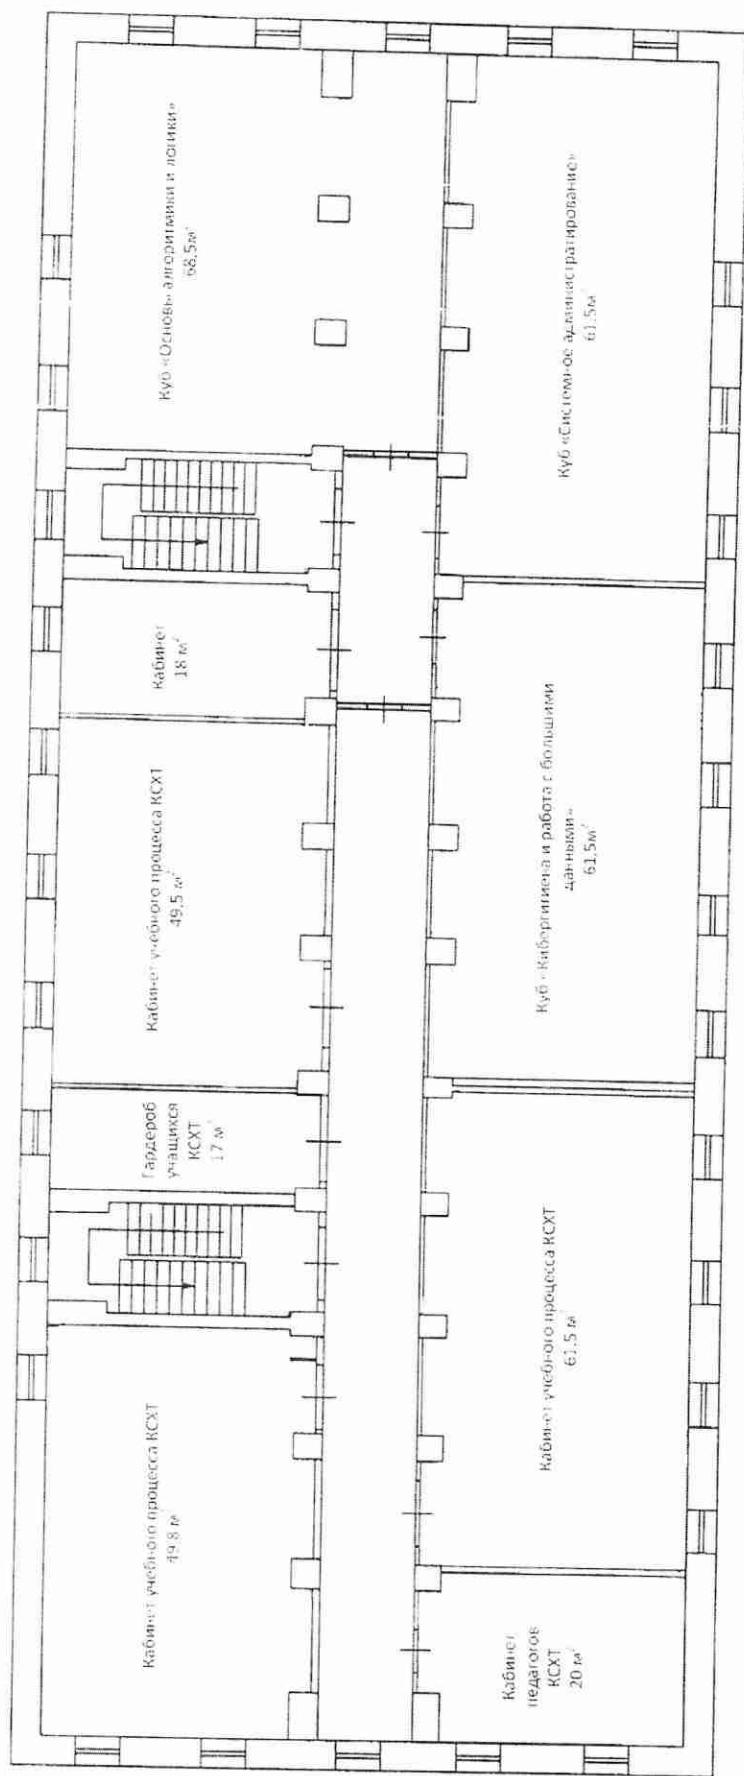 Кабинет учебного процесса КСХТ
49.8 м²
Гардероб
учащихся
КСХТ
17 м²
Кабинет учебного процесса КСХТ
49.5 м²
Кабинет
18 м²
Куб «Основы алгоритмики и логики»
68.5м²
Кабинет
педагогов
КСХТ
20 м²
Кабинет учебного процесса КСХТ
61.5 м²
Куб «Кибергигиена и работа с большими
данными»
61.5м²
Куб «Системное администратирование»
61.5м²